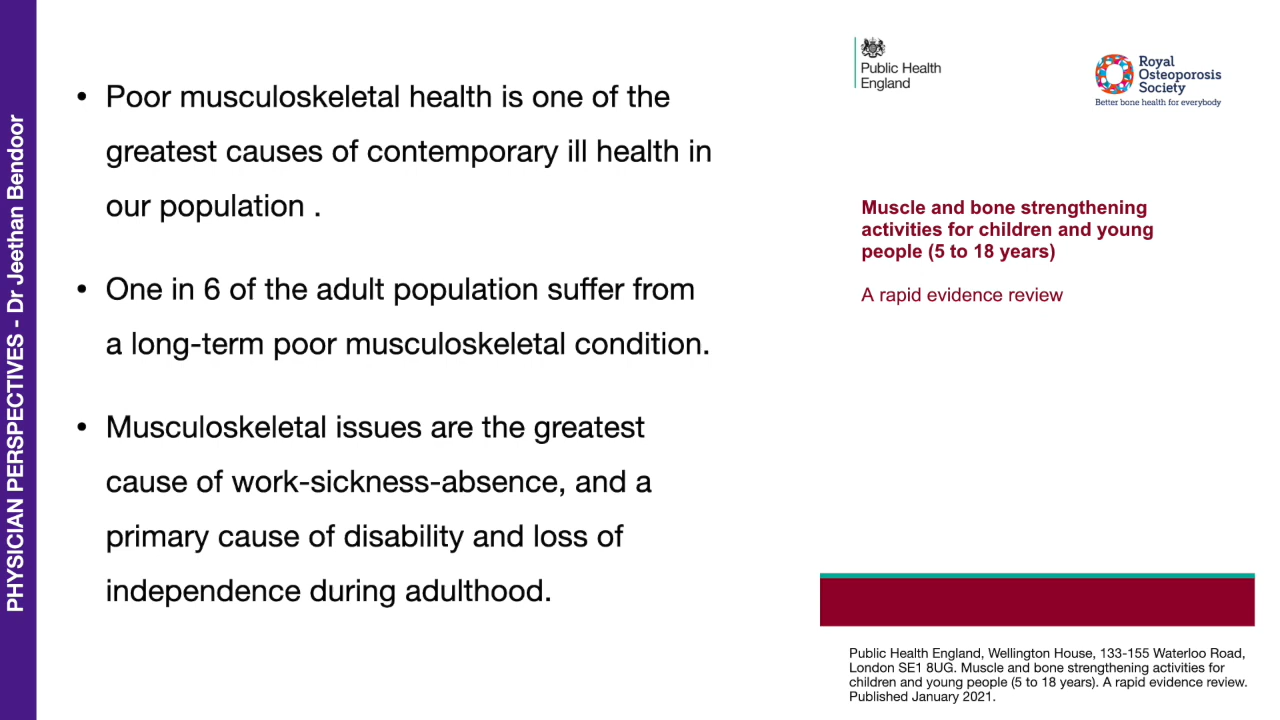 PHYSICIAN PERSPECTIVES - Dr Jeethan Bendoor
• Poor musculoskeletal health is one of the
greatest causes of contemporary ill health in
our population .
• One in 6 of the adult population suffer from
a long-term poor musculoskeletal condition.
• Musculoskeletal issues are the greatest
cause of work-sickness-absence, and a
primary cause of disability and loss of
independence during adulthood.
Public Health
England
Royal
Osteoporosis
Society
Better bone health for everybody
Muscle and bone strengthening
activities for children and young
people (5 to 18 years)
A rapid evidence review
Public Health England, Wellington House, 133-155 Waterloo Road,
London SE1 8UG. Muscle and bone strengthening activities for
children and young people (5 to 18 years). A rapid evidence review.
Published January 2021.